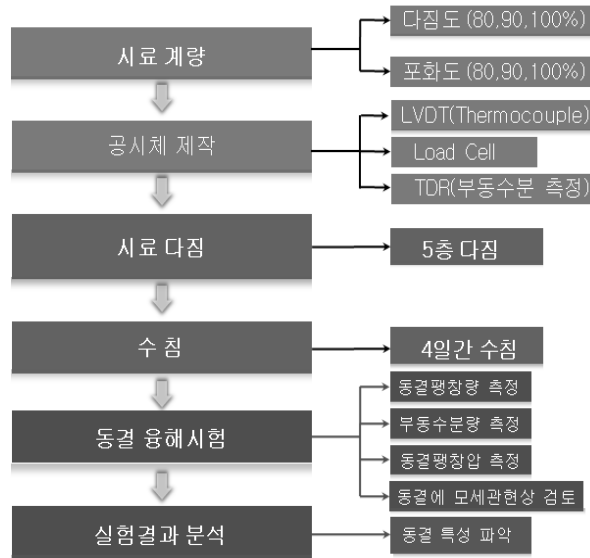 시료 계량
다짐도 (80,90,100%)
포화도 (80,90,100%)
공시체 제작
LVDT(Thermocouple)
Load Cell
TDR(부동수분 측정)
시료 다짐
5층 다짐
수 침
4일간 수침
동결 융해시험
동결팽창량 측정
부동수분량 측정
동결팽창압 측정
동결에 모세관현상 검토
실험결과 분석
동결 특성 파악